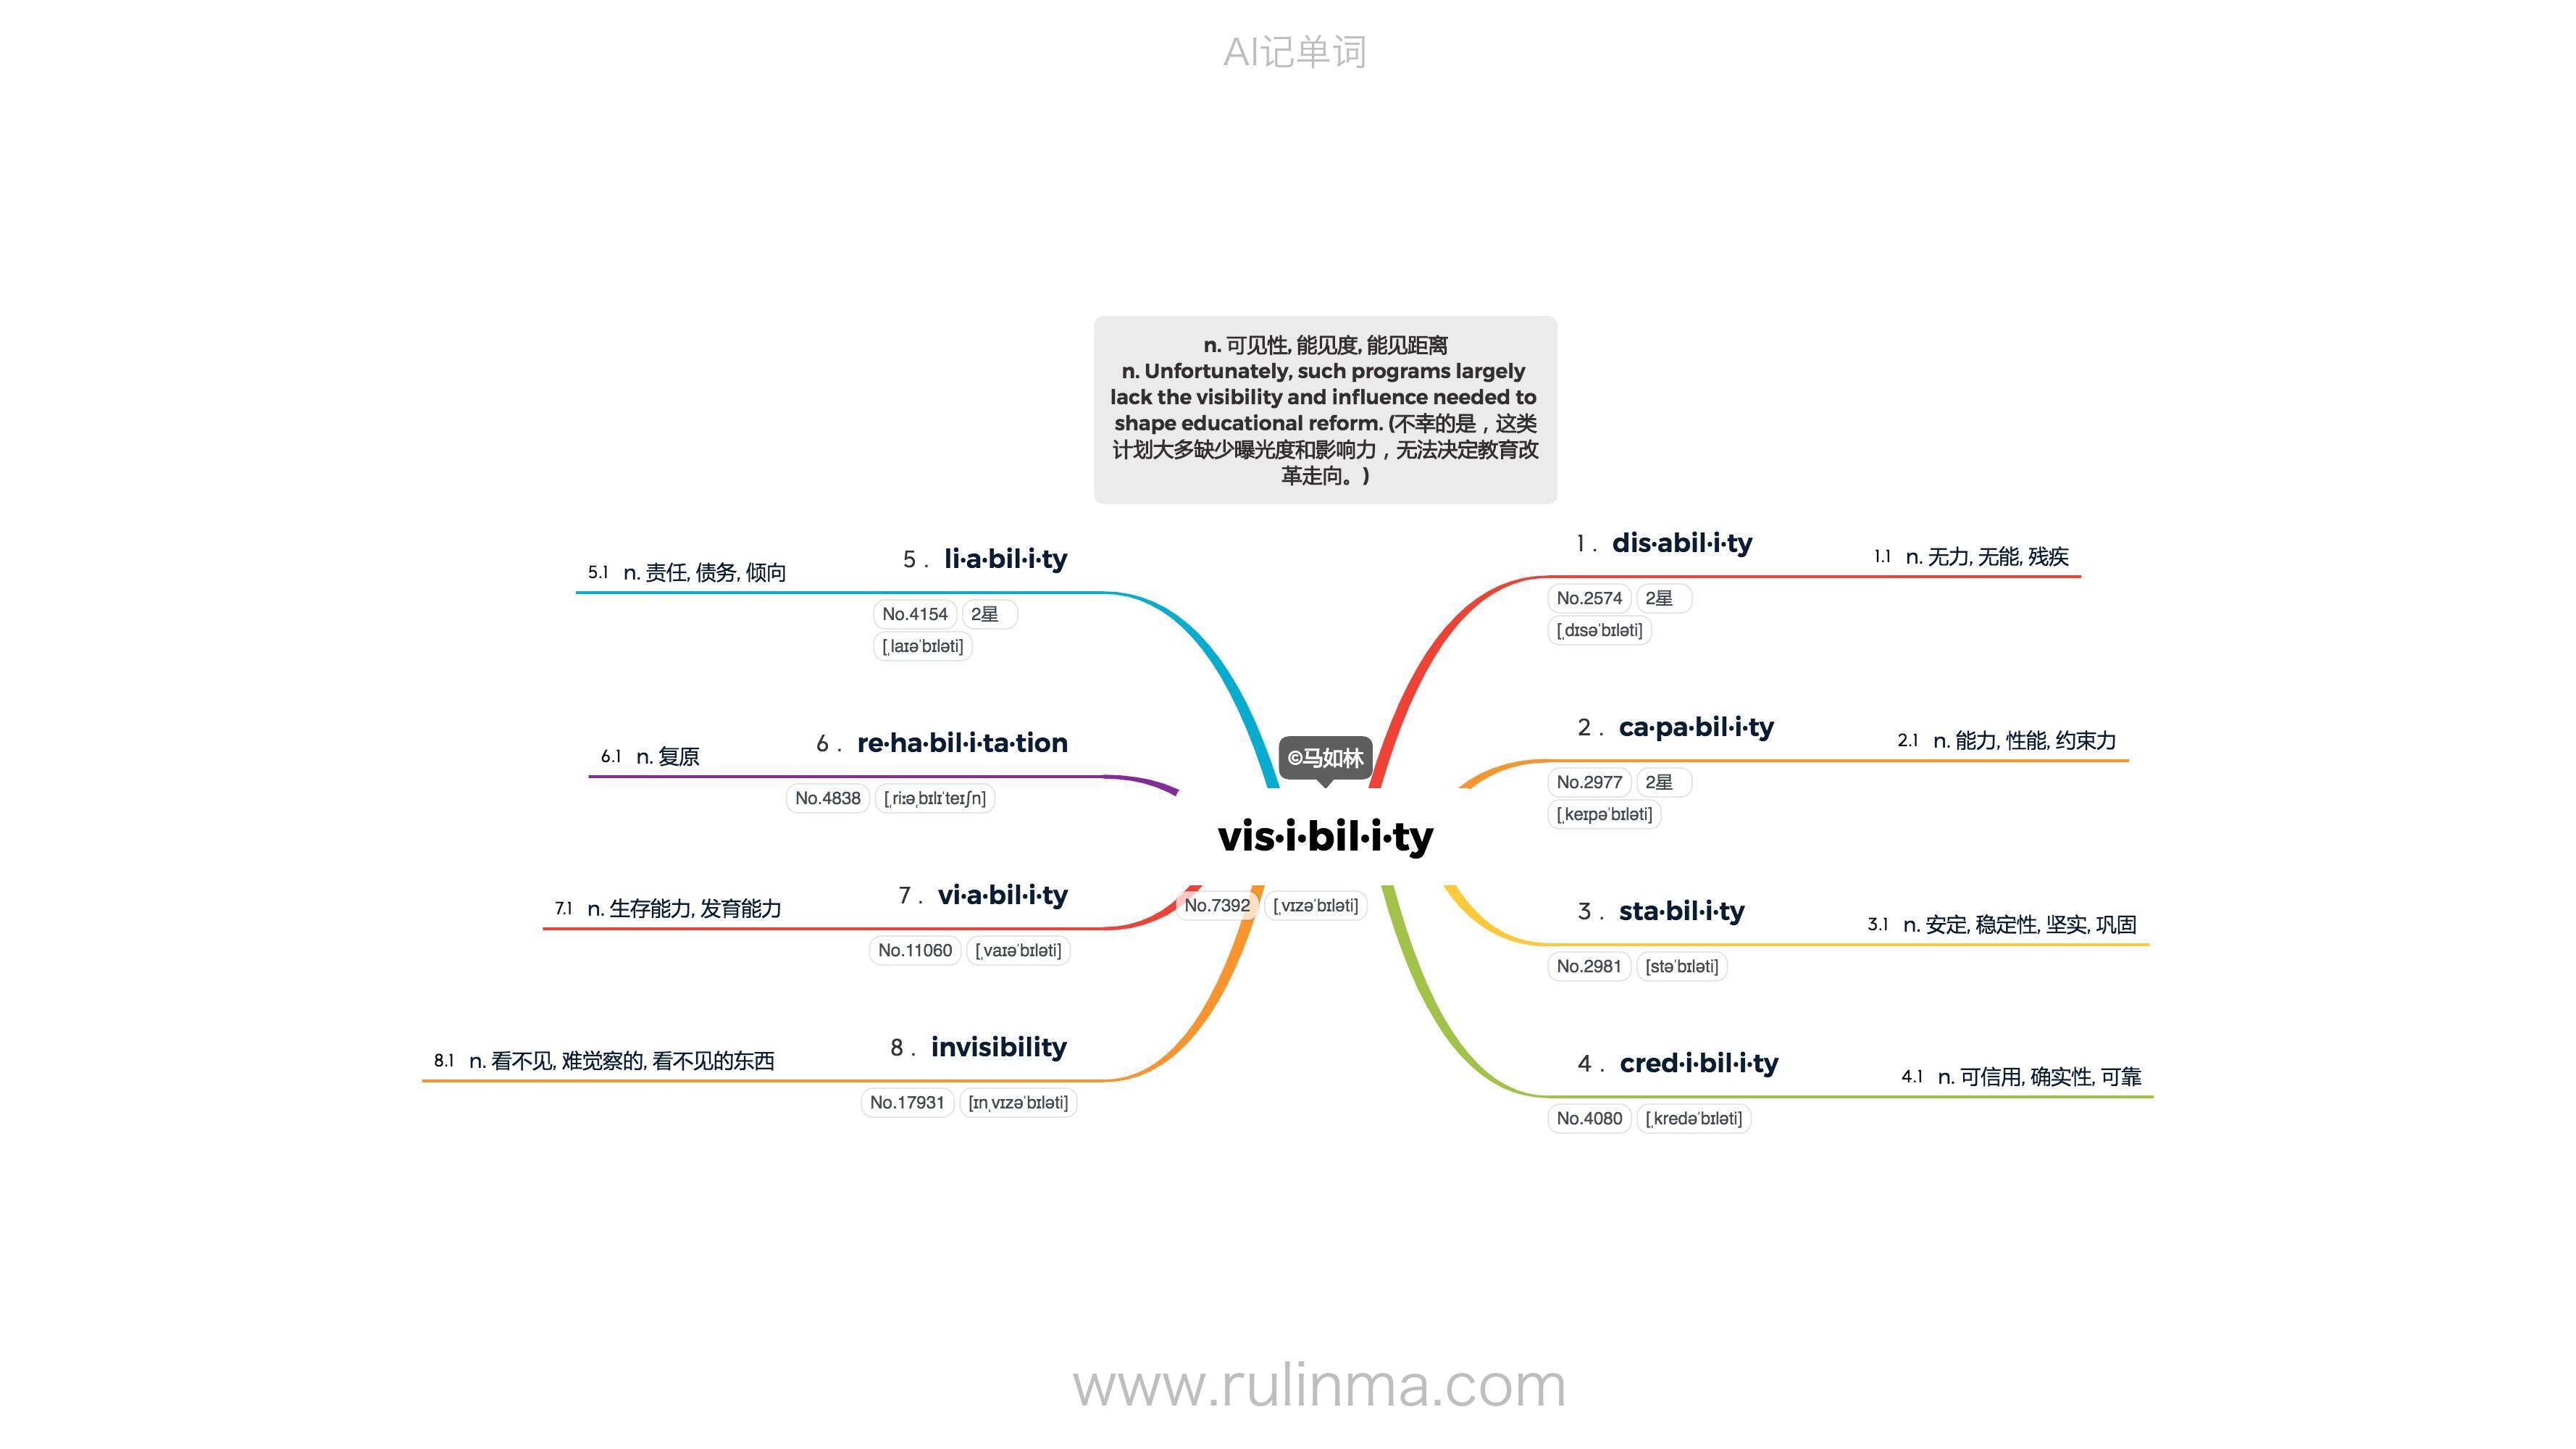 AI记单词
n. 可见性, 能见度, 能见距离
n. Unfortunately, such programs largely
lack the visibility and influence needed to
shape educational reform. (不幸的是，这类
计划大多缺少曝光度和影响力，无法决定教育改
革走向。)
©马如林
vis·i·bil·i·ty
No.7392 [ˌvɪzəˈbɪləti]
1. dis·abil·i·ty
1.1 n. 无力, 无能, 残疾
No.2574 2星
[ˌdɪsəˈbɪləti]
2. ca·pa·bil·i·ty
2.1 n. 能力, 性能, 约束力
No.2977 2星
[ˌkeɪpəˈbɪləti]
3. sta·bil·i·ty
3.1 n. 安定, 稳定性, 坚实, 巩固
No.2981 [stəˈbɪləti]
4. cred·i·bil·i·ty
4.1 n. 可信用, 确实性, 可靠
No.4080 [ˌkredəˈbɪləti]
5. li·a·bil·i·ty
5.1 n. 责任, 债务, 倾向
No.4154 2星
[ˌlaɪəˈbɪləti]
6. re·ha·bil·i·ta·tion
6.1 n. 复原
No.4838 [ˌriːəˌbɪlɪˈteɪʃn]
7. vi·a·bil·i·ty
7.1 n. 生存能力, 发育能力
No.11060 [ˌvaɪəˈbɪləti]
8. invisibility
8.1 n. 看不见, 难觉察的, 看不见的东西
No.17931 [ɪnˌvɪzəˈbɪləti]
www.rulinma.com